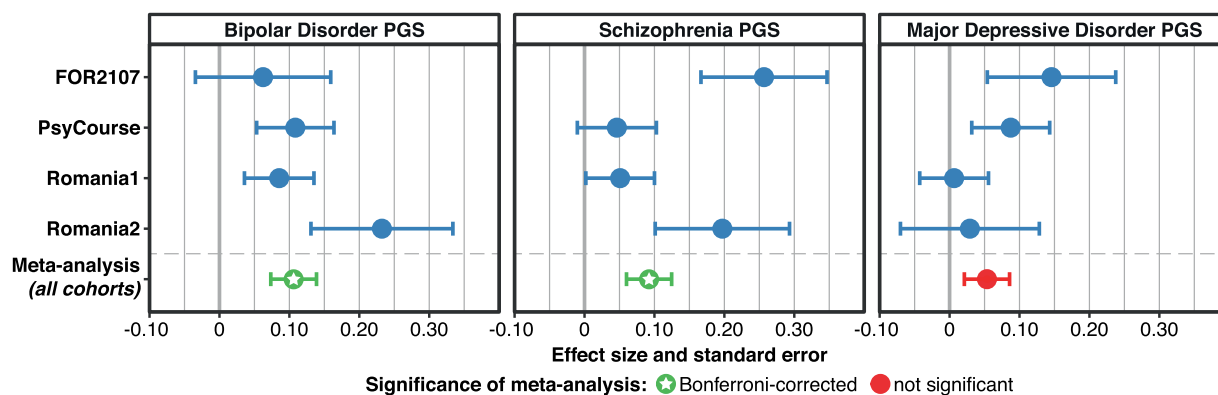 Bipolar Disorder PGS
Schizophrenia PGS
Major Depressive Disorder PGS
FOR2107
PsyCourse
Romania1
Romania2
Meta-analysis
(all cohorts)
-0.10 0 0.10 0.20 0.30
-0.10 0 0.10 0.20 0.30
-0.10 0 0.10 0.20 0.30
Effect size and standard error
Significance of meta-analysis: Bonferroni-corrected not significant